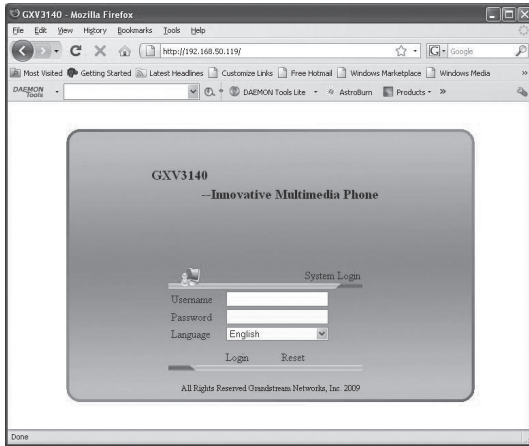 GXV3140 - Mozilla Firefox
File Edit View History Bookmarks Tools Help
http://192.168.50.119/
G Google
Most Visited Getting Started Latest Headlines Customize Links Free Hotmail Windows Marketplace Windows Media »
DAEMON Tools DAEMON Tools Lite AstroBurn Products »
GXV3140
--Innovative Multimedia Phone
System Login
Username
Password
Language English
Login Reset
All Rights Reserved Grandstream Networks, Inc. 2009
Done